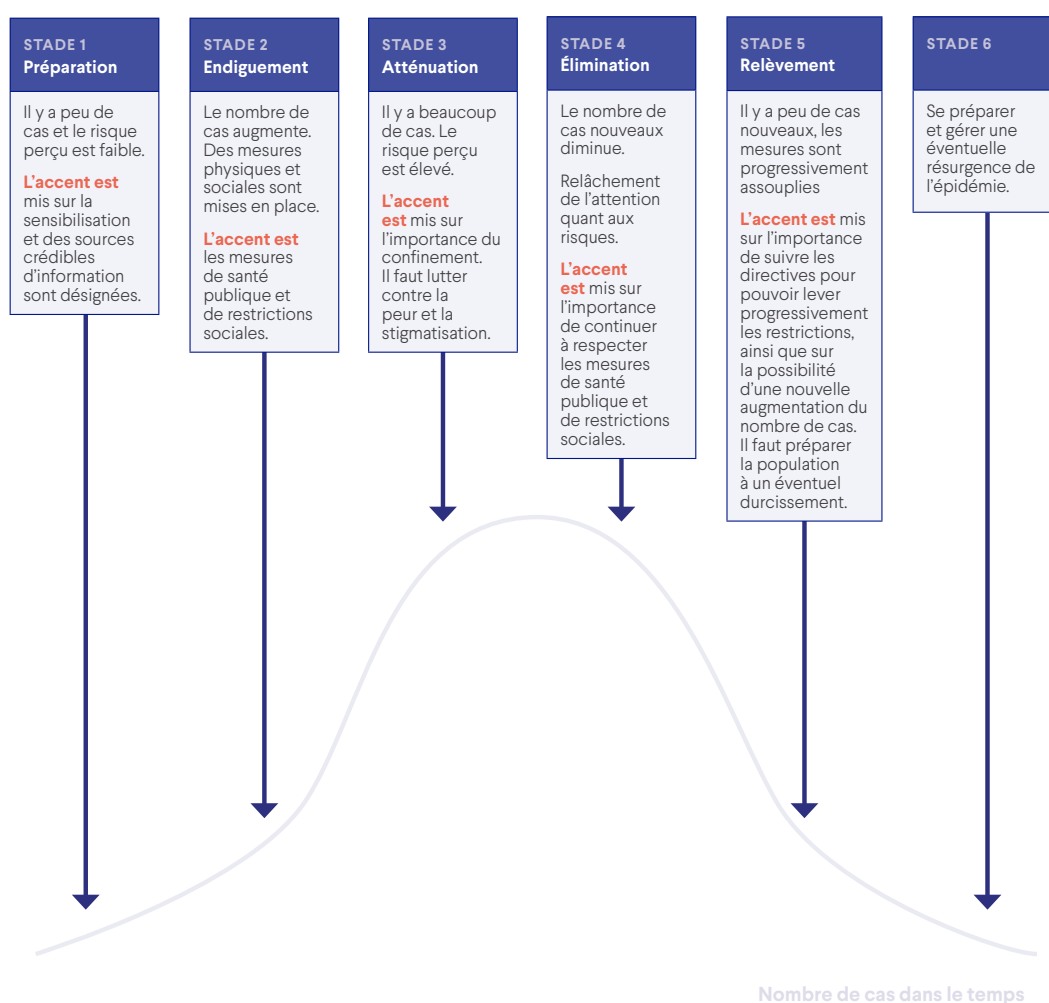 STADE 1
Préparation
Il y a peu de
cas et le risque
perçu est faible.
L'accent est
mis sur la
sensibilisation
et des sources
crédibles
d'information
sont désignées.
STADE 2
Endiguement
Le nombre de
cas augmente.
Des mesures
physiques et
sociales sont
mises en place.
L'accent est
les mesures
de santé
publique et
de restrictions
sociales.
STADE 3
Atténuation
Il y a beaucoup
de cas. Le
risque perçu
est élevé.
L'accent
est mis sur
l'importance du
confinement.
Il faut lutter
contre la
peur et la
stigmatisation.
STADE 4
Élimination
Le nombre de
cas nouveaux
diminue.
Relâchement
de l'attention
quant aux
risques.
L'accent
est mis sur
l'importance
de continuer
à respecter
les mesures
de santé
publique et
de restrictions
sociales.
STADE 5
Relèvement
Il y a peu de cas
nouveaux, les
mesures sont
progressivement
assouplies
L'accent est mis
sur l'importance
de suivre les
directives pour
pouvoir lever
progressivement
les restrictions,
ainsi que sur
la possibilité
d'une nouvelle
augmentation du
nombre de cas.
Il faut préparer
la population
à un éventuel
durcissement.
STADE 6
Se préparer
et gérer une
éventuelle
résurgence de
l'épidémie.
Nombre de cas dans le temps